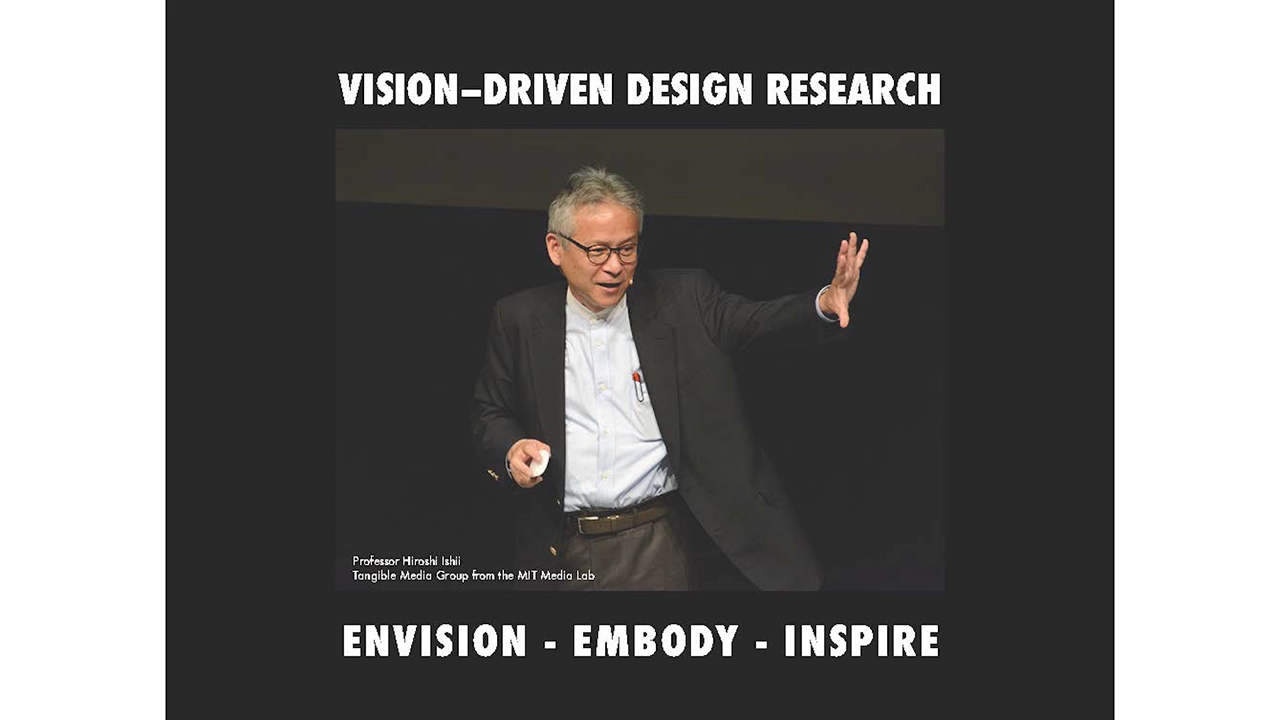 VISION–DRIVEN DESIGN RESEARCH
Professor Hiroshi Ishii
Tangible Media Group from the MIT Media Lab
ENVISION - EMBODY - INSPIRE